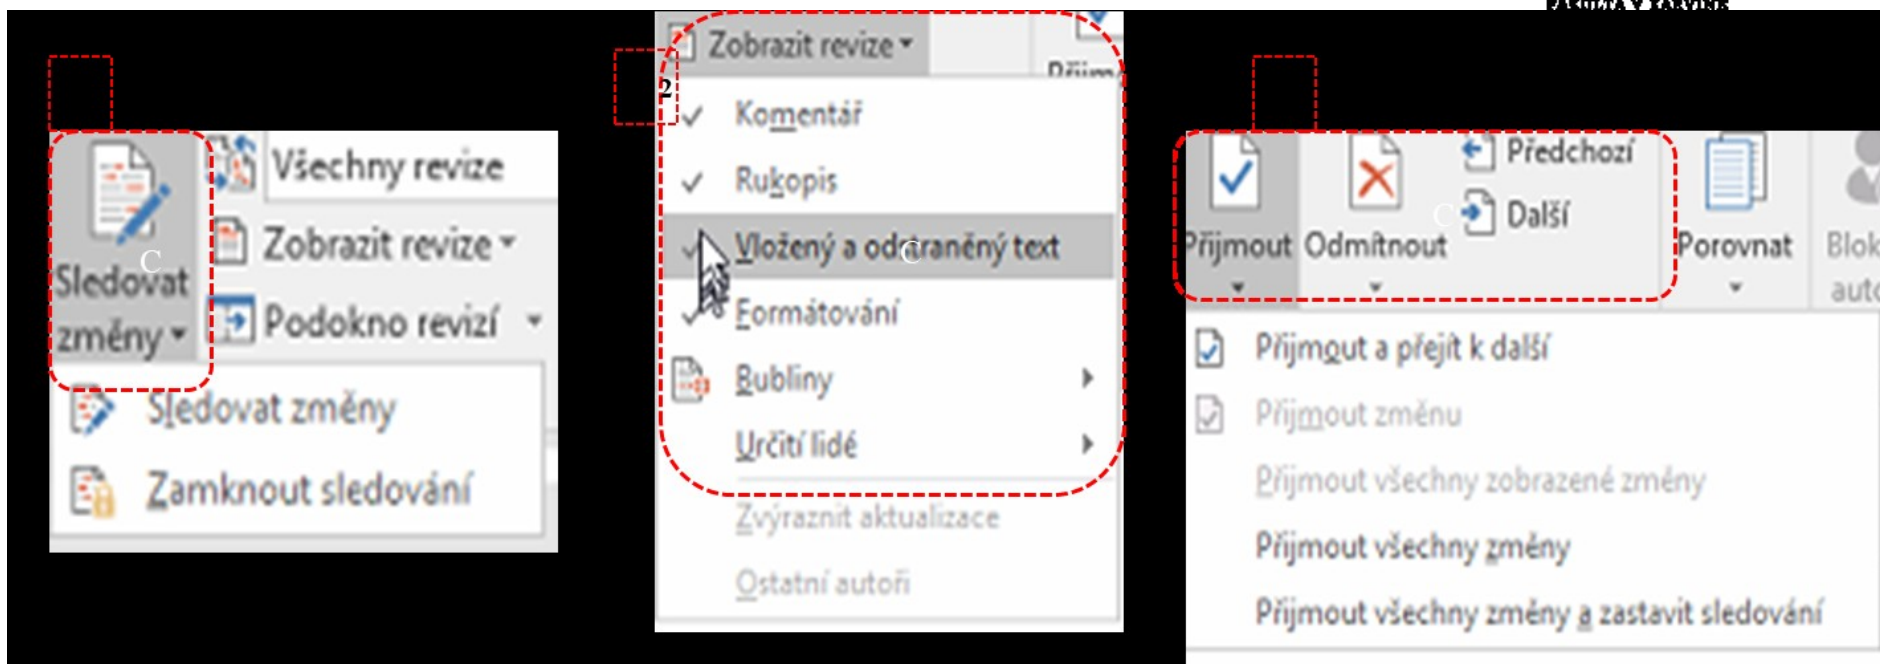 FAKULTA V KARVINÉ
Sledovat
změny
Všechny revize
Zobrazit revize
Podokno revizí
Sledovat změny
Zamknout sledování
2
Zobrazit revize
Komentář
Rukopis
Vložený a odstraněný text
Formátování
Bubliny
Určití lidé
Zvýraznit aktualizace
Ostatní autoři
Přijmout
Odmítnout
Předchozí
Další
Porovnat
Přijmout a přejít k další
Přijmout změnu
Přijmout všechny zobrazené změny
Přijmout všechny změny
Přijmout všechny změny a zastavit sledování